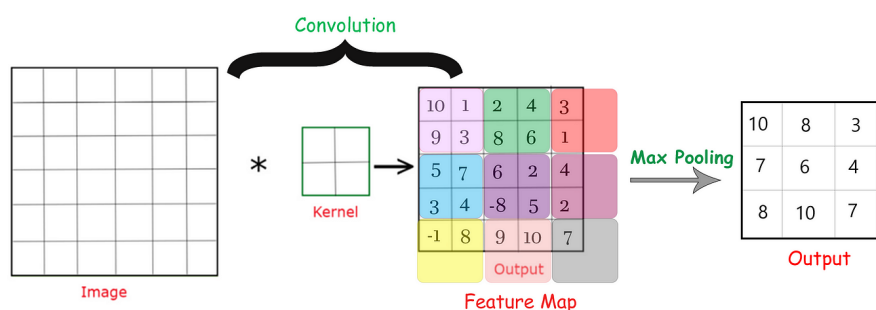 Convolution
10 1 2 4 3
9 3 8 6 1
5 7 6 2 4
3 4 -8 5 2
-1 8 9 10 7
*
Kernel
Max Pooling
10 8 3
7 6 4
8 10 7
Output
Image
Output
Feature Map